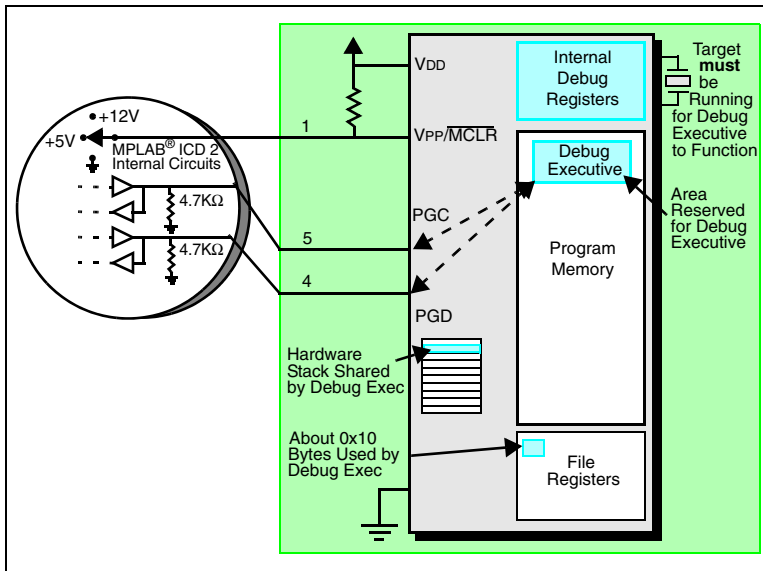 +12V
+5V
MPLAB® ICD 2
Internal Circuits
4.7KΩ
4.7KΩ
1
5
4
VDD
VPP/MCLR
PGC
PGD
Internal
Debug
Registers
Target
must
be
Running
for Debug
Executive
to Function
Debug
Executive
Area
Reserved
for Debug
Executive
Program
Memory
Hardware
Stack Shared
by Debug Exec
About 0x10
Bytes Used by
Debug Exec
File
Registers